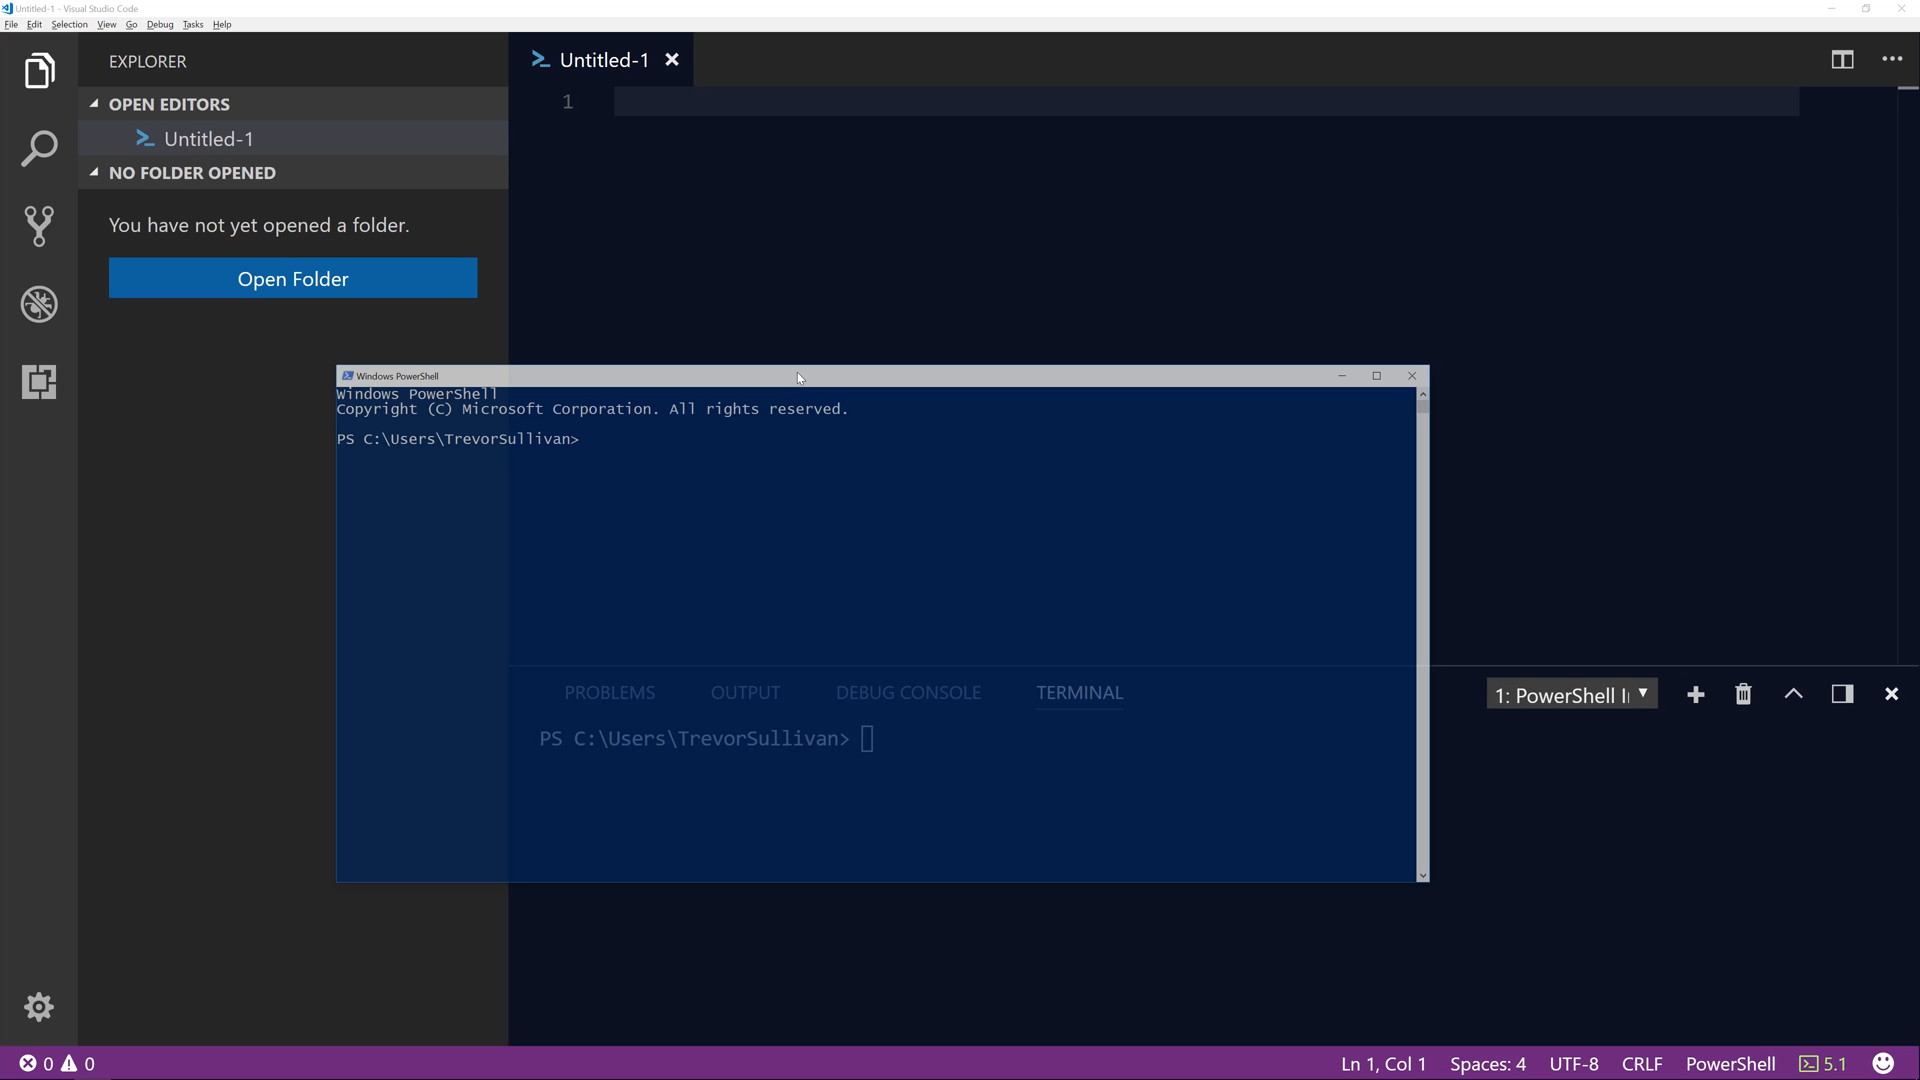 Untitled-1 - Visual Studio Code
File Edit Selection View Go Debug Tasks Help
EXPLORER
OPEN EDITORS
Untitled-1
NO FOLDER OPENED
You have not yet opened a folder.
Open Folder
Untitled-1
1
Windows PowerShell
Windows PowerShell
Copyright (C) Microsoft Corporation. All rights reserved.
PS C:\Users\TrevorSullivan>
PROBLEMS OUTPUT DEBUG CONSOLE TERMINAL
1: PowerShell I
PS C:\Users\TrevorSullivan>
0 0
Ln 1, Col 1 Spaces: 4 UTF-8 CRLF PowerShell 5.1